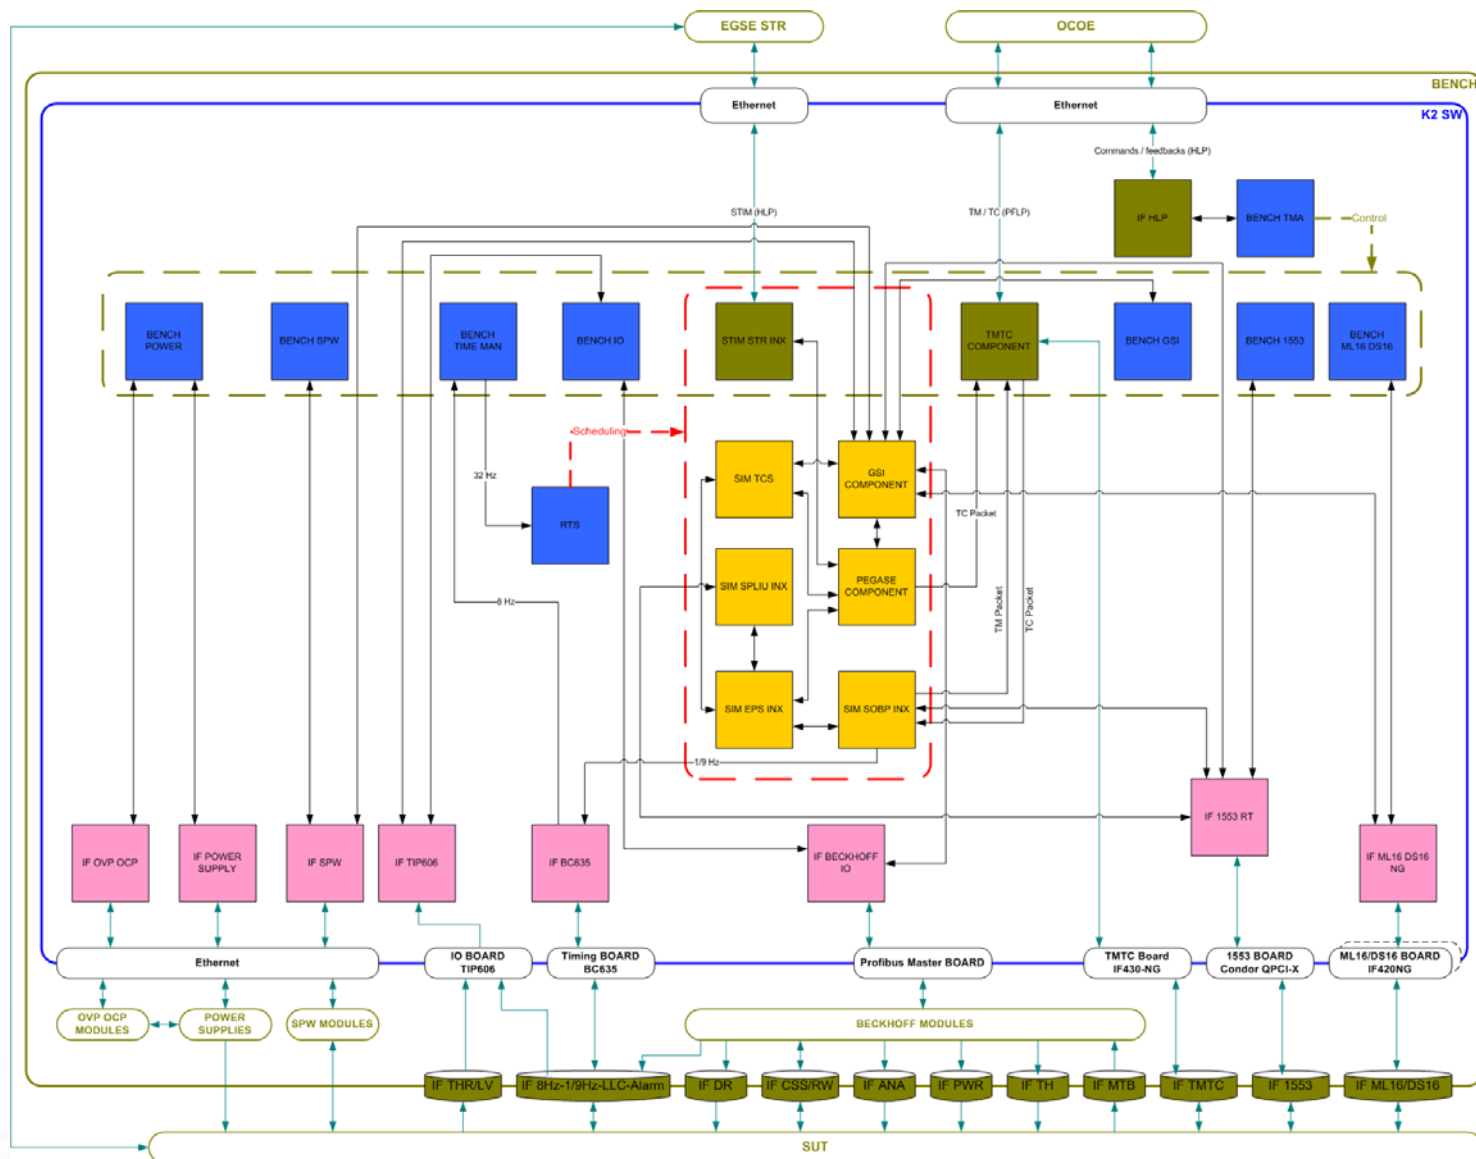 EGSE STR
OCOE
BENCH
Ethernet
Ethernet
K2 SW
Commands / feedbacks (HLP)
STIM (HLP)
TM / TC (PFLP)
IF HLP
BENCH TMA
Control
BENCH
POWER
BENCH SPW
BENCH
TIME MAN
BENCH IO
STIM STR INX
TMTC
COMPONENT
BENCH GSI
BENCH 1553
BENCH
ML16 DS16
Scheduling
32 Hz
SIM TCS
GSI
COMPONENT
RTS
TC Packet
SIM SPLIU INX
PEGASE
COMPONENT
8 Hz
TM Packet
TC Packet
SIM EPS INX
SIM SOBP INX
1/9 Hz
IF 1553 RT
IF OVP OCP
IF POWER
SUPPLY
IF SPW
IF TIP606
IF BC635
IF BECKHOFF
IO
IF ML16 DS16
NG
Ethernet
IO BOARD
TIP606
Timing BOARD
BC635
Profibus Master BOARD
TMTC Board
IF430-NG
1553 BOARD
Condor QPCI-X
ML16/DS16 BOARD
IF420NG
OVP OCP
MODULES
POWER
SUPPLIES
SPW MODULES
BECKHOFF MODULES
IF THR/LV
IF 8Hz-1/9Hz-LLC-Alarm
IF DR
IF CSS/RW
IF ANA
IF PWR
IF TH
IF MTB
IF TMTC
IF 1553
IF ML16/DS16
SUT